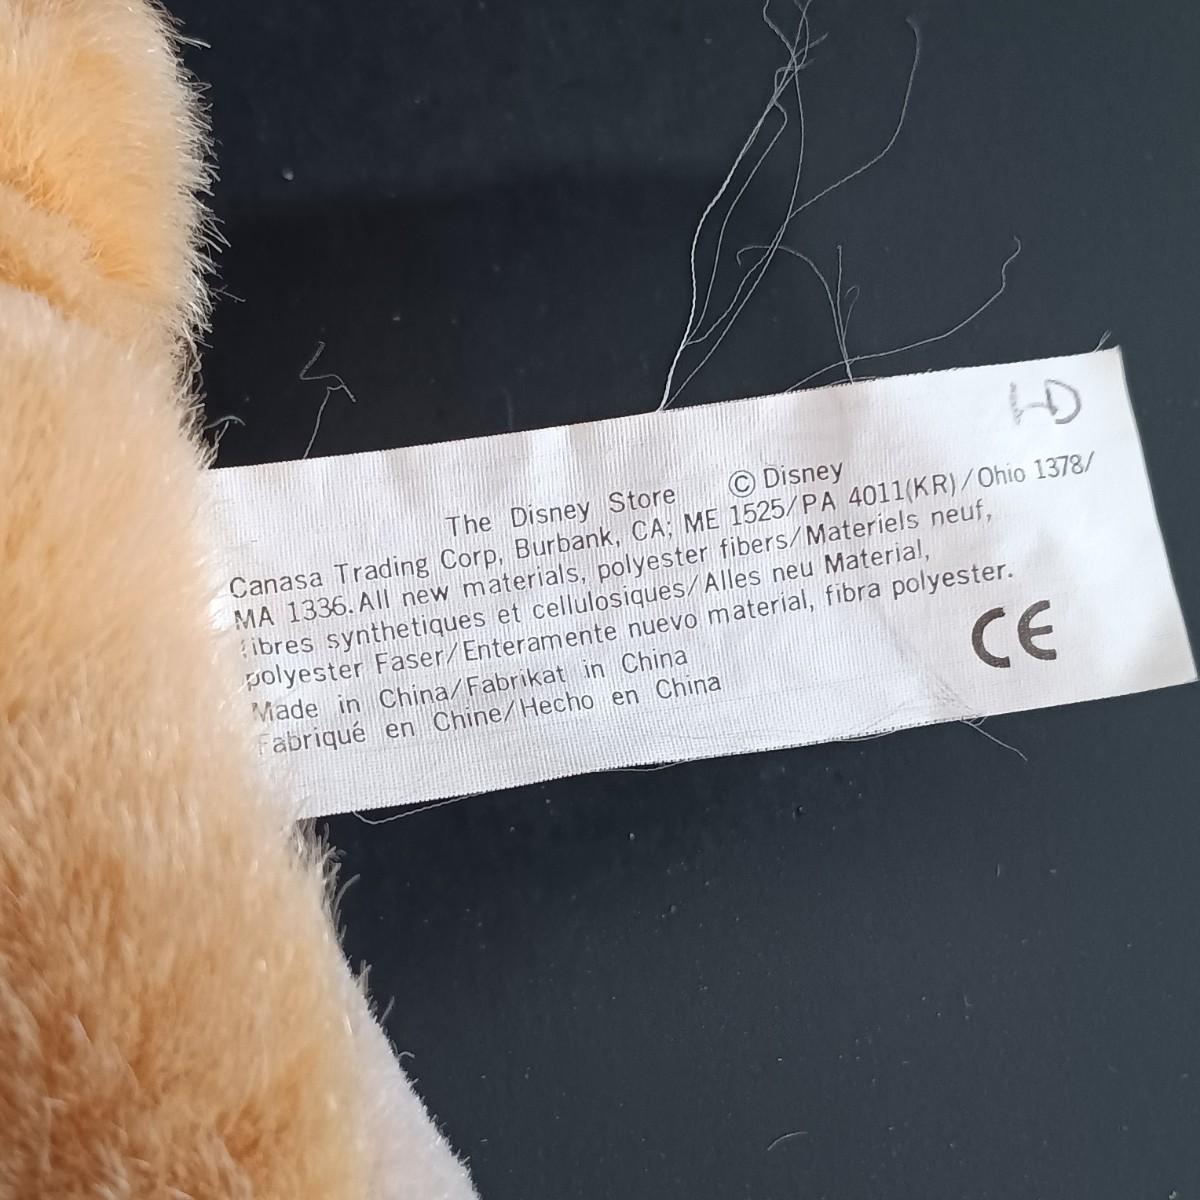 HD
The Disney Store © Disney
Canasa Trading Corp, Burbank, CA; ME 1525/PA 4011(KR)/Ohio 1378/
MA 1336. All new materials, polyester fibers/Materiels neuf,
fibres synthetiques et cellulosiques/Alles neu Material,
polyester Faser/Enteramente nuevo material, fibra polyester.
Made in China/Fabrikat in China
Fabriqué en Chine/Hecho en China
CE